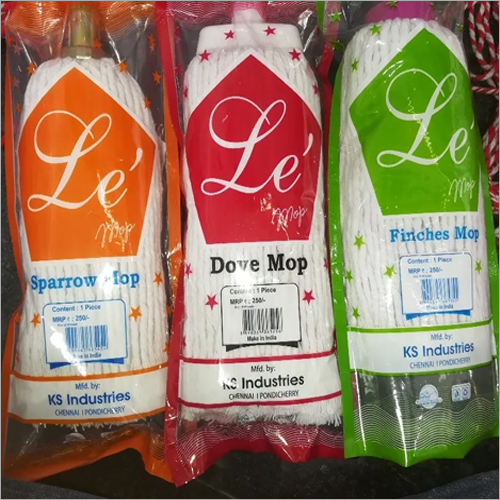 Le'
mop
Sparrow Mop
Content : 1 Piece
MRP ₹ : 250/-
Make in India
Mfd. by:
KS Industries
CHENNAI | PONDICHERRY
Le'
mop
Dove Mop
Content : 1 Piece
MRP ₹ : 250/-
Make in India
Mfd. by:
KS Industries
CHENNAI | PONDICHERRY
Le'
mop
Finches Mop
Content : 1 Piece
MRP ₹ : 250/-
Make in India
Mfd. by:
KS Industries
CHENNAI | PONDICHERRY